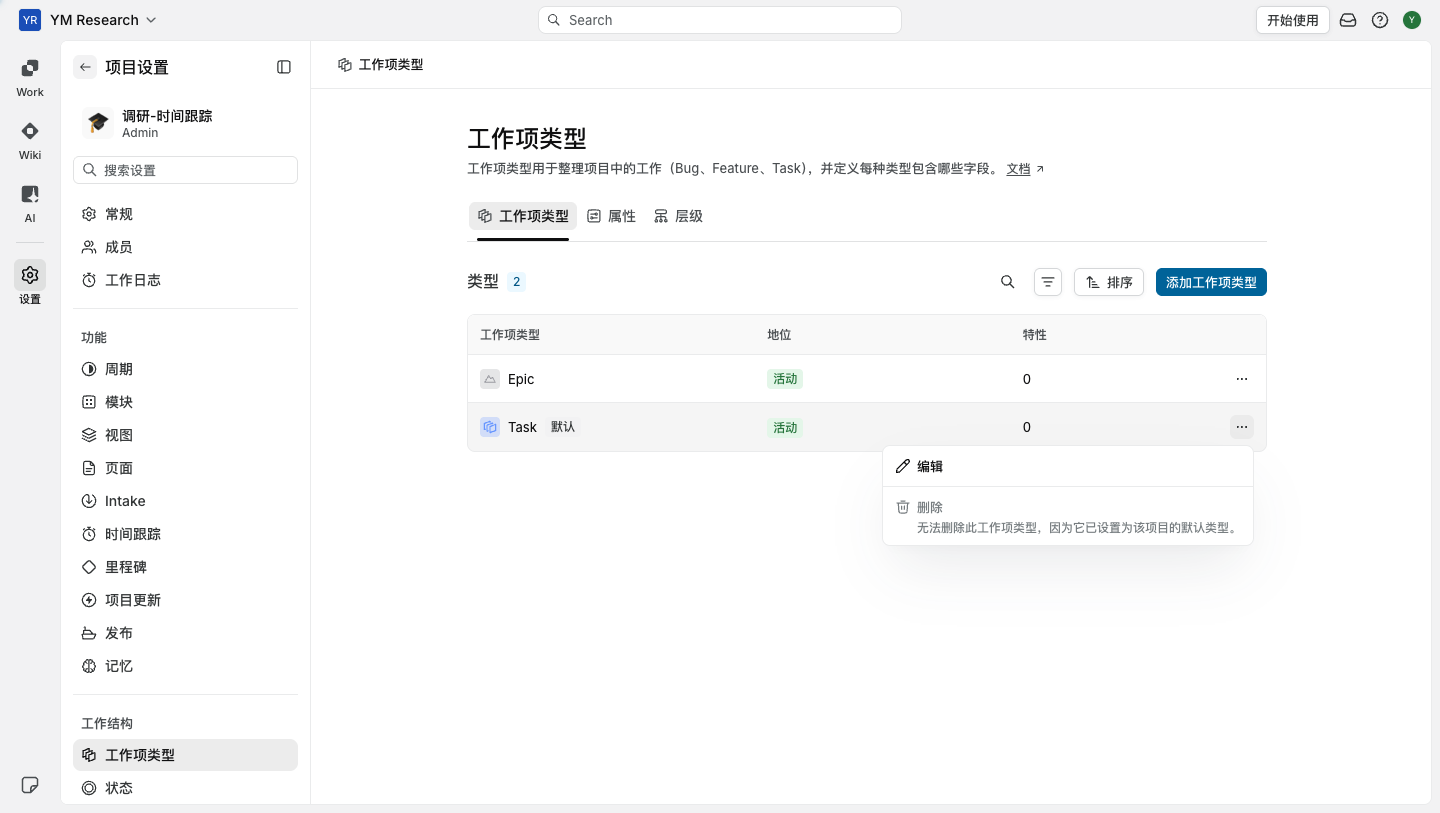 YR YM Research
Search
开始使用
Y
Work
Wiki
AI
设置
项目设置
调研-时间跟踪
Admin
搜索设置
常规
成员
工作日志
功能
周期
模块
视图
页面
Intake
时间跟踪
里程碑
项目更新
发布
记忆
工作结构
工作项类型
状态
工作项类型
工作项类型
工作项类型用于整理项目中的工作（Bug、Feature、Task），并定义每种类型包含哪些字段。 文档
工作项类型 属性 层级
类型 2
排序 添加工作项类型
工作项类型 地位 特性
Epic 活动 0
Task 默认 活动 0
编辑
删除
无法删除此工作项类型，因为它已设置为该项目的默认类型。